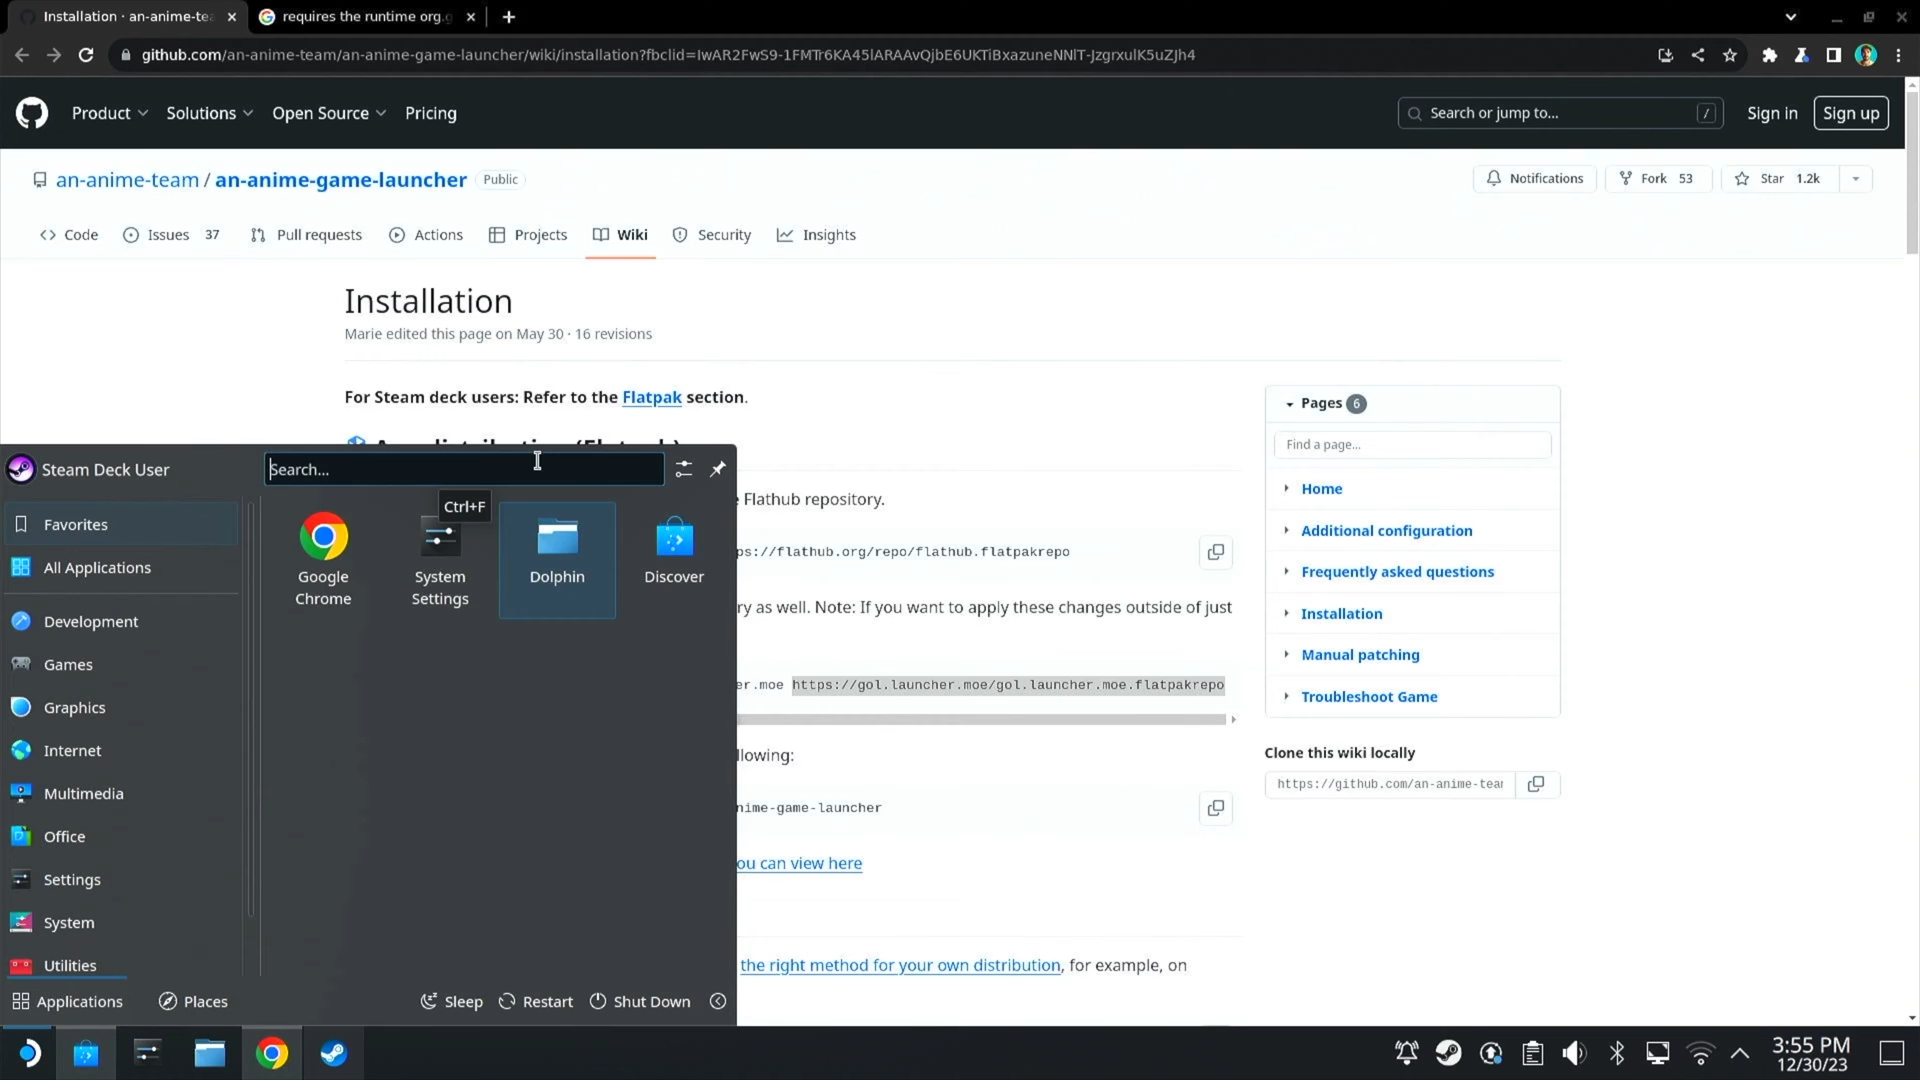 Installation · an-anime-te
requires the runtime org.g
github.com/an-anime-team/an-anime-game-launcher/wiki/installation?fbclid=IwAR2FwS9-1FMTr6KA45lARAAvQjbE6UKTiBxazuneNNlT-JzgrxulK5uZJh4
Product
Solutions
Open Source
Pricing
Search or jump to...
/
Sign in
Sign up
an-anime-team / an-anime-game-launcher
Public
Notifications
Fork 53
Star 1.2k
Code
Issues 37
Pull requests
Actions
Projects
Wiki
Security
Insights
Installation
Marie edited this page on May 30 · 16 revisions
For Steam deck users: Refer to the Flatpak section.
Flathub repository.
ps://flathub.org/repo/flathub.flatpakrepo
ry as well. Note: If you want to apply these changes outside of just
er.moe https://gol.launcher.moe/gol.launcher.moe.flatpakrepo
llowing:
nime-game-launcher
ou can view here
the right method for your own distribution, for example, on
Pages 6
Find a page...
Home
Additional configuration
Frequently asked questions
Installation
Manual patching
Troubleshoot Game
Clone this wiki locally
https://github.com/an-anime-tear
Steam Deck User
Search...
Ctrl+F
Favorites
All Applications
Development
Games
Graphics
Internet
Multimedia
Office
Settings
System
Utilities
Google
Chrome
System
Settings
Dolphin
Discover
Applications
Places
Sleep
Restart
Shut Down
3:55 PM
12/30/23